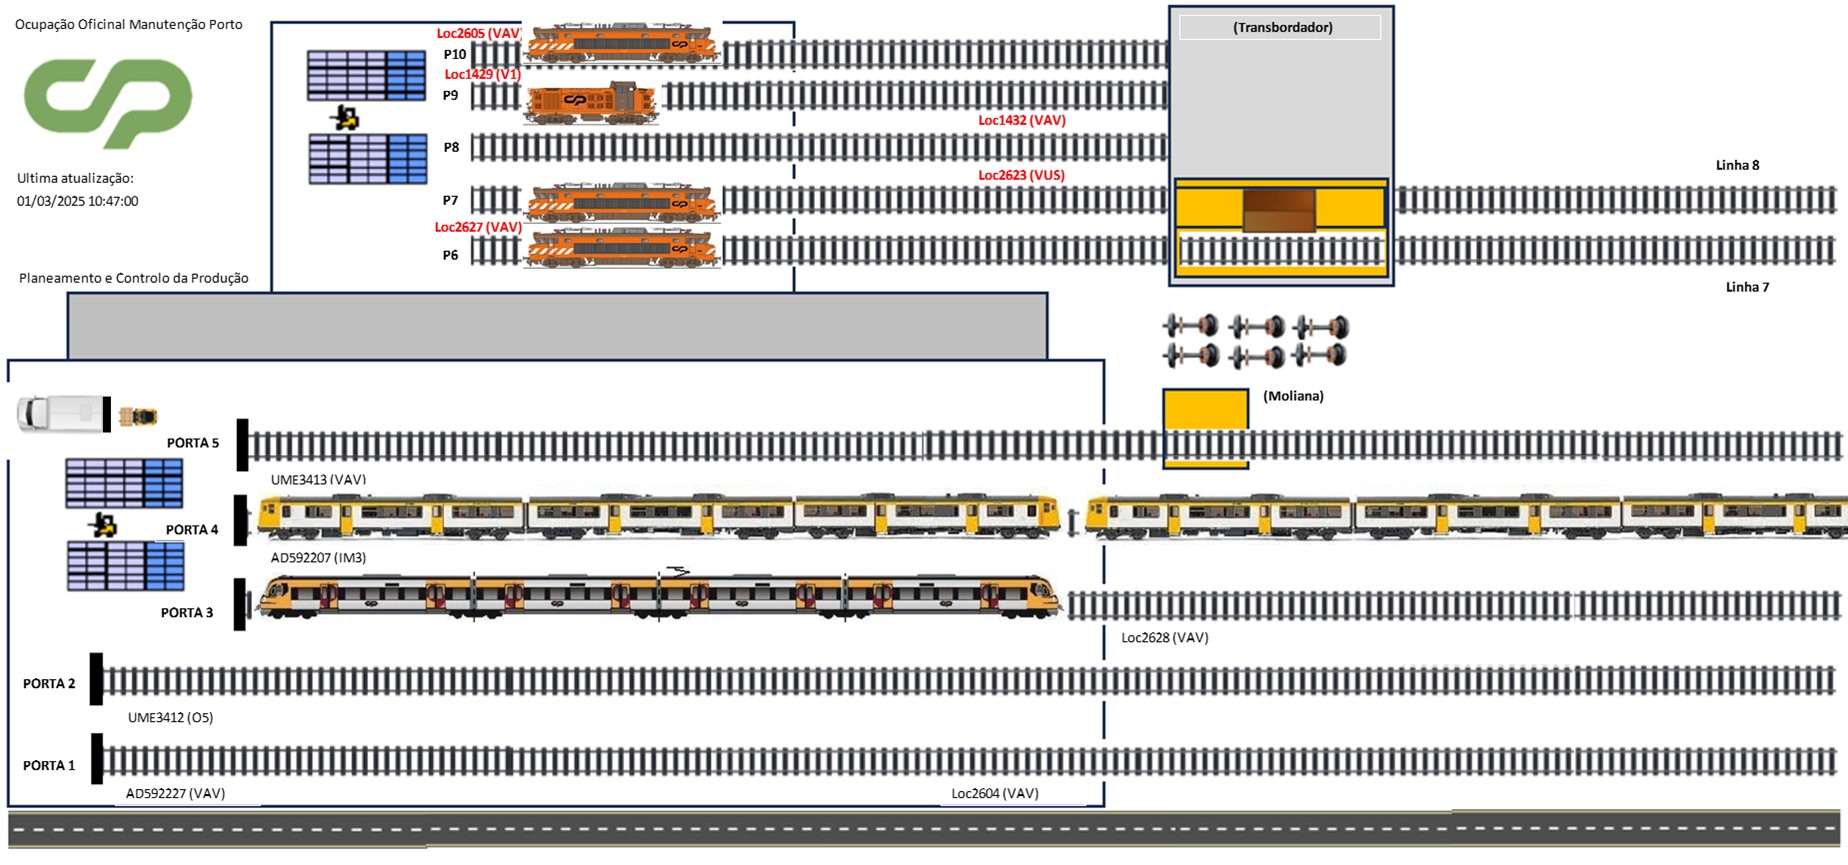 Ocupação Oficinal Manutenção Porto
Loc2605 (VAV)
(Transbordador)
P10
Loc1429 (V1)
P9
Loc1432 (VAV)
P8
Linha 8
Ultima atualização:
Loc2623 (VUS)
01/03/2025 10:47:00
P7
Loc2627 (VAV)
P6
Planeamento e Controlo da Produção
Linha 7
(Moliana)
PORTA 5
UME3413 (VAV)
PORTA 4
AD592207 (IM3)
PORTA 3
Loc2628 (VAV)
PORTA 2
UME3412 (O5)
PORTA 1
AD592227 (VAV)
Loc2604 (VAV)